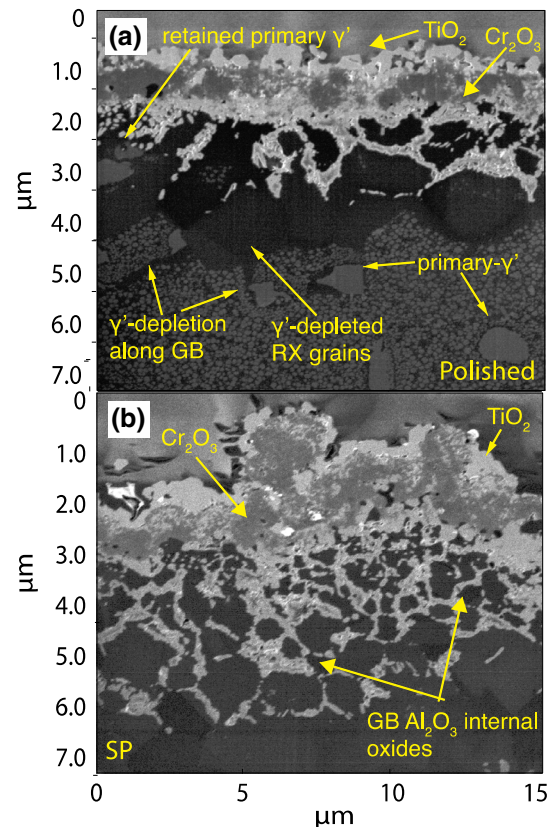 (a)
retained primary γ'
TiO₂
Cr₂O₃
0
1.0
2.0
3.0
4.0
5.0
6.0
7.0
μm
γ'-depletion
along GB
γ'-depleted
RX grains
primary-γ'
Polished
(b)
Cr₂O₃
TiO₂
0
1.0
2.0
3.0
4.0
5.0
6.0
7.0
μm
GB Al₂O₃ internal
oxides
SP
0
5
10
15
μm